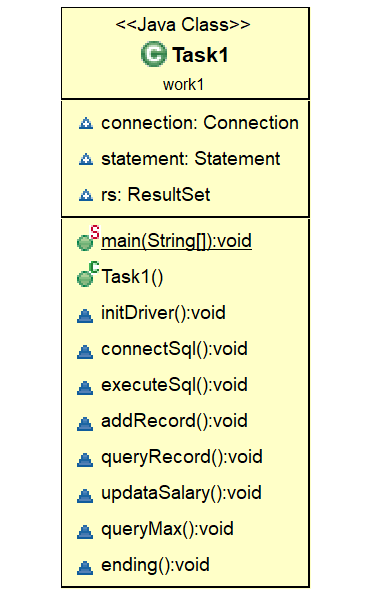 <<Java Class>>
C Task1
work1
connection: Connection
statement: Statement
rs: ResultSet
S main(String[]):void
C Task1()
initDriver():void
connectSql():void
executeSql():void
addRecord():void
queryRecord():void
updataSalary():void
queryMax():void
ending():void